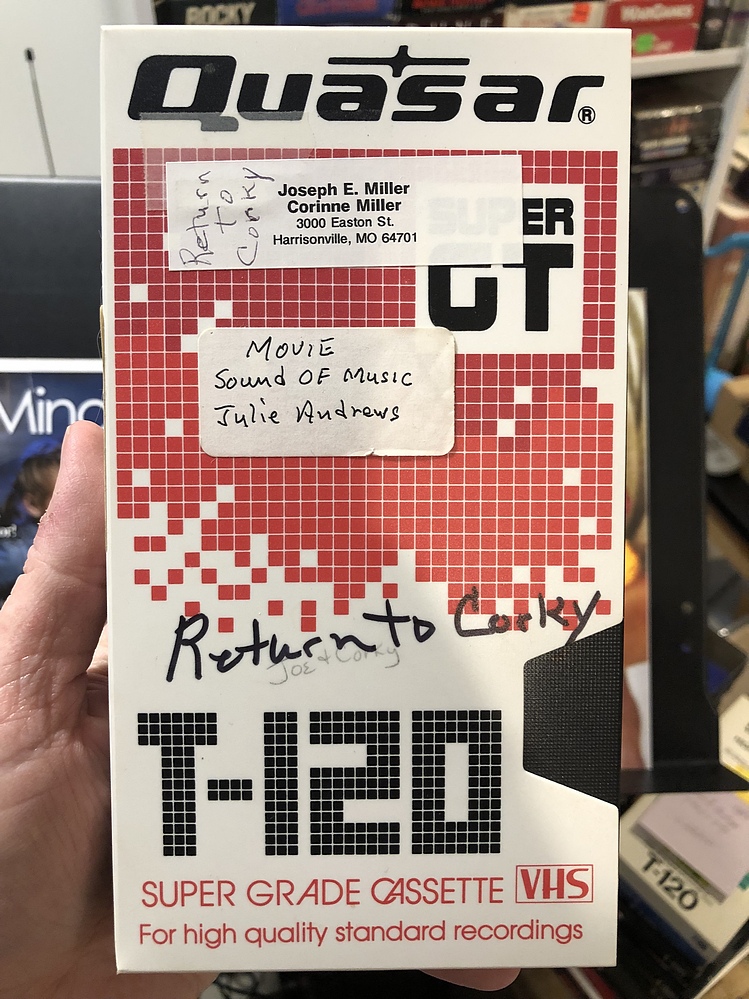 ROCKY
WARGAMES
Quasar®
Return
To
Corky
Joseph E. Miller
Corinne Miller
3000 Easton St.
Harrisonville, MO 64701
SUPER
GT
MOVIE
Sound OF Music
Julie Andrews
Return to Corky
Joe & Corky
T-120
SUPER GRADE CASSETTE VHS
For high quality standard recordings
T-120